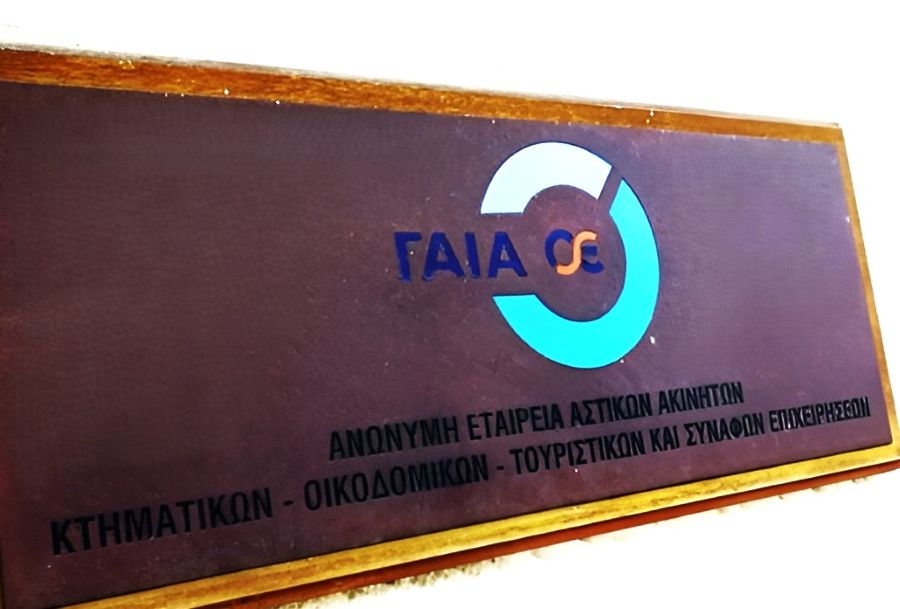 ΓΑΙΑ ΟΣΕ
ΑΝΩΝΥΜΗ ΕΤΑΙΡΕΙΑ ΑΣΤΙΚΩΝ ΑΚΙΝΗΤΩΝ
ΚΤΗΜΑΤΙΚΩΝ - ΟΙΚΟΔΟΜΙΚΩΝ - ΤΟΥΡΙΣΤΙΚΩΝ ΚΑΙ ΣΥΝΑΦΩΝ ΕΠΙΧΕΙΡΗΣΕΩΝ